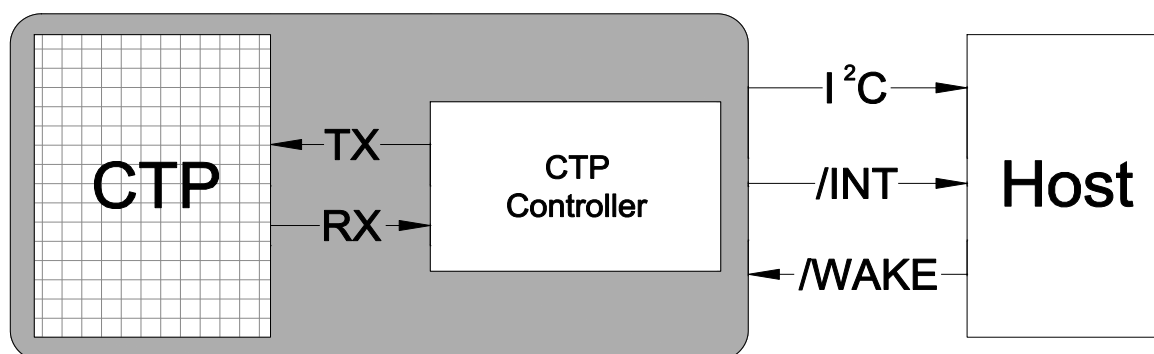 CTP
TX
RX
CTP
Controller
I²C
/INT
/WAKE
Host